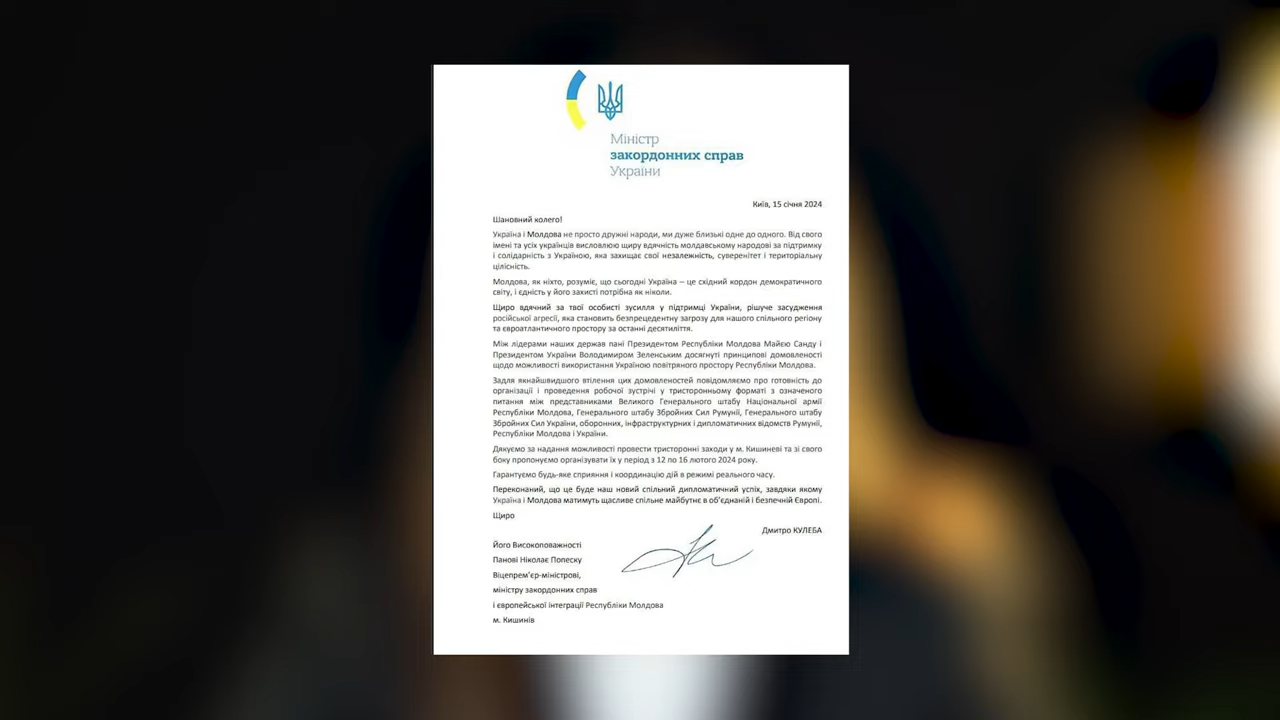 Міністр
закордонних справ
України
Київ, 15 січня 2024
Шановний колего!
Україна і Молдова не просто дружні народи, ми дуже близькі одне до одного. Від свого
імені та усіх українців висловлюю щиру вдячність молдавському народові за підтримку
і солідарність з Україною, яка захищає свої незалежність, суверенітет і територіальну
цілісність.
Молдова, як ніхто, розуміє, що сьогодні Україна – це східний кордон демократичного
світу, і єдність у його захисті потрібна як ніколи.
Щиро вдячний за твої особисті зусилля у підтримці України, рішуче засудження
російської агресії, яка становить безпрецедентну загрозу для нашого спільного регіону
та євроатлантичного простору за останні десятиліття.
Між лідерами наших держав пані Президентом Республіки Молдова Майєю Санду і
Президентом України Володимиром Зеленським досягнуті принципові домовленості
щодо можливості використання Україною повітряного простору Республіки Молдова.
Задля якнайшвидшого втілення цих домовленостей повідомляємо про готовність до
організації і проведення робочої зустрічі у тристоронньому форматі з означеного
питання між представниками Великого Генерального штабу Національної армії
Республіки Молдова, Генерального штабу Збройних Сил Румунії, Генерального штабу
Збройних Сил України, оборонних, інфраструктурних і дипломатичних відомств Румунії,
Республіки Молдова і України.
Дякуємо за надання можливості провести тристоронні заходи у м. Кишиневі та зі свого
боку пропонуємо організувати їх у період з 12 по 16 лютого 2024 року.
Гарантуємо будь-яке сприяння і координацію дій в режимі реального часу.
Переконаний, що це буде наш новий спільний дипломатичний успіх, завдяки якому
Україна і Молдова матимуть щасливе спільне майбутнє в об'єднаній і безпечній Європі.
Щиро
Дмитро КУЛЕБА
Його Високоповажності
Панові Ніколає Попеску
Віцепрем'єр-міністрові,
міністру закордонних справ
і європейської інтеграції Республіки Молдова
м. Кишинів